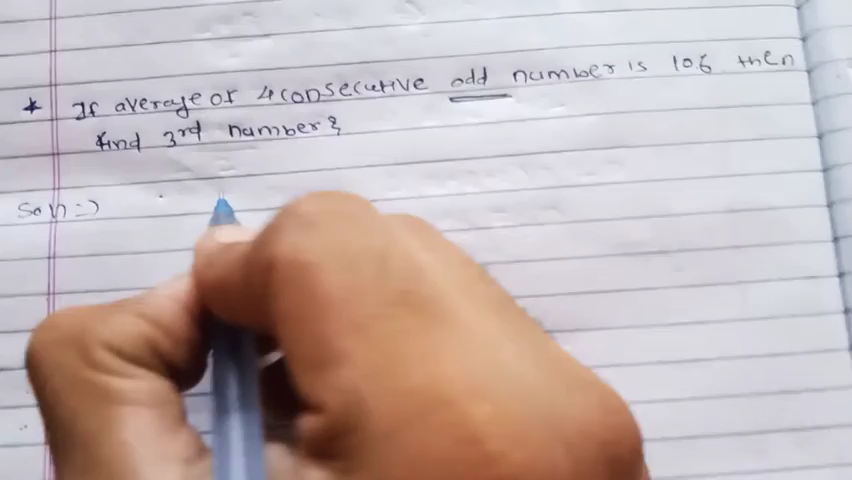 * If average of 4 consecutive odd number is 106 then
find 3rd number?
Soln =>